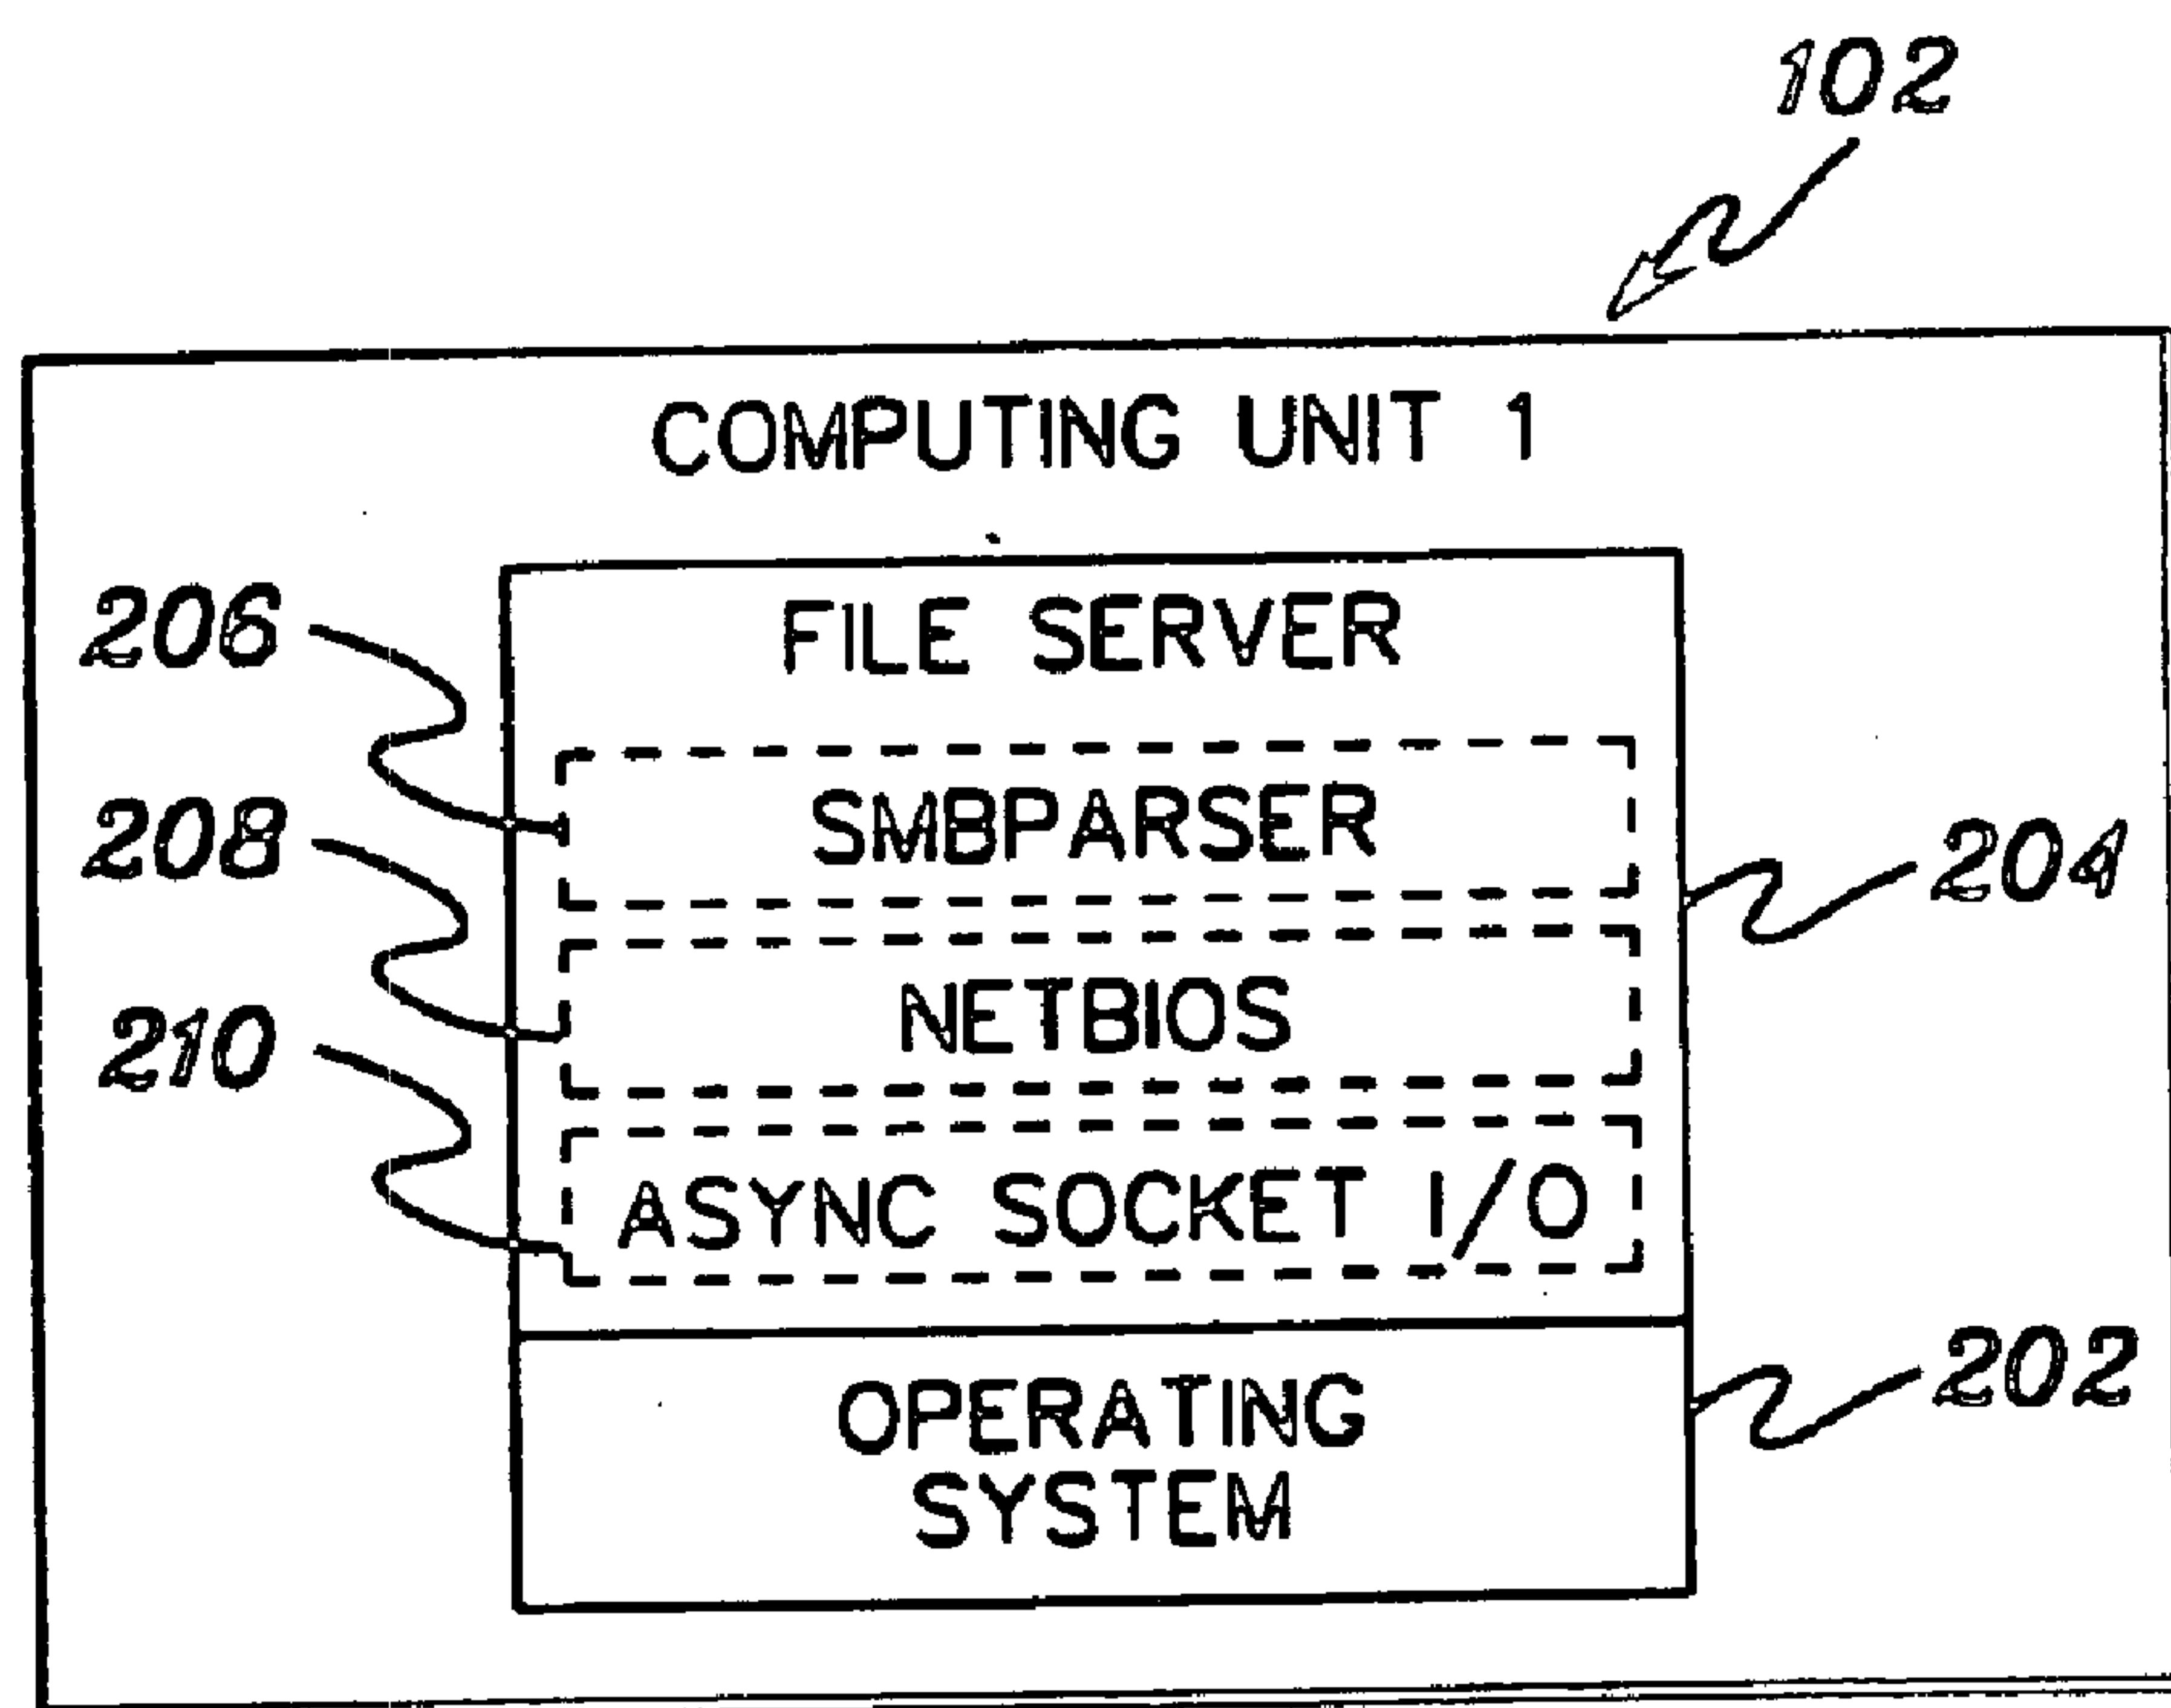 102
COMPUTING UNIT 1
206
FILE SERVER
208
SMBPARSER
204
210
NETBIOS
ASYNC SOCKET I/O
OPERATING
SYSTEM
202